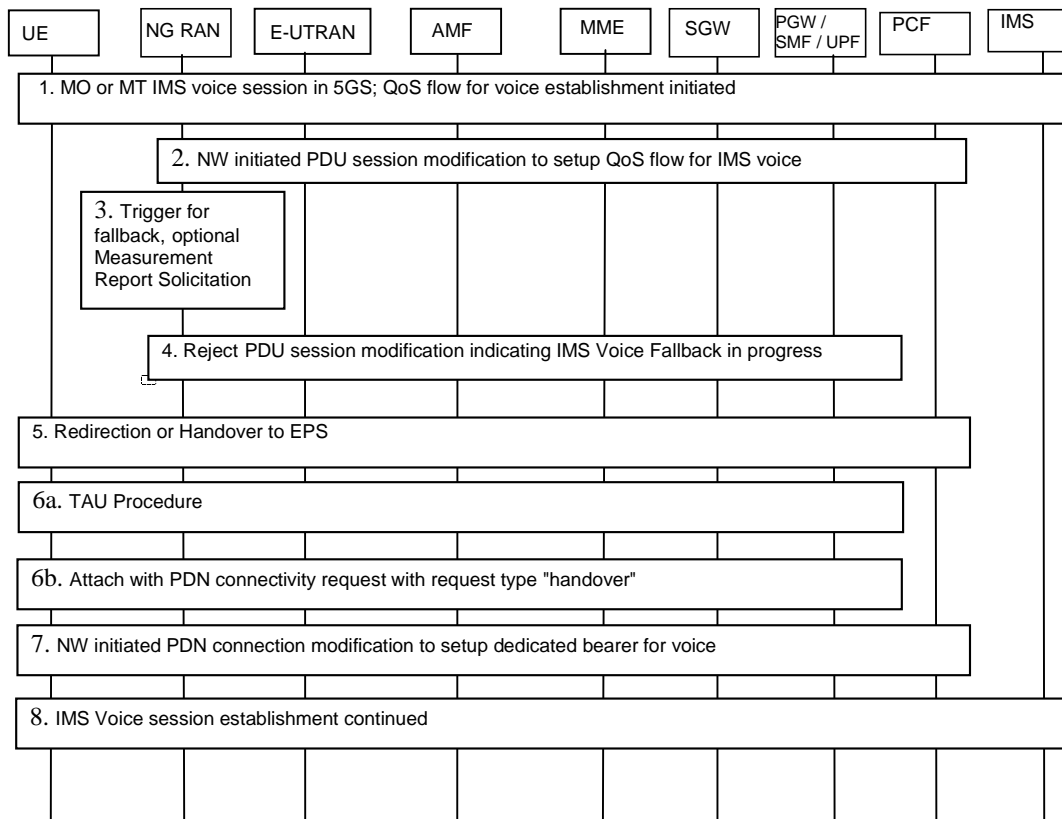 UE
NG RAN
E-UTRAN
AMF
MME
SGW
PGW /
SMF / UPF
PCF
IMS
1. MO or MT IMS voice session in 5GS; QoS flow for voice establishment initiated
2. NW initiated PDU session modification to setup QoS flow for IMS voice
3. Trigger for
fallback, optional
Measurement
Report Solicitation
4. Reject PDU session modification indicating IMS Voice Fallback in progress
5. Redirection or Handover to EPS
6a. TAU Procedure
6b. Attach with PDN connectivity request with request type "handover"
7. NW initiated PDN connection modification to setup dedicated bearer for voice
8. IMS Voice session establishment continued